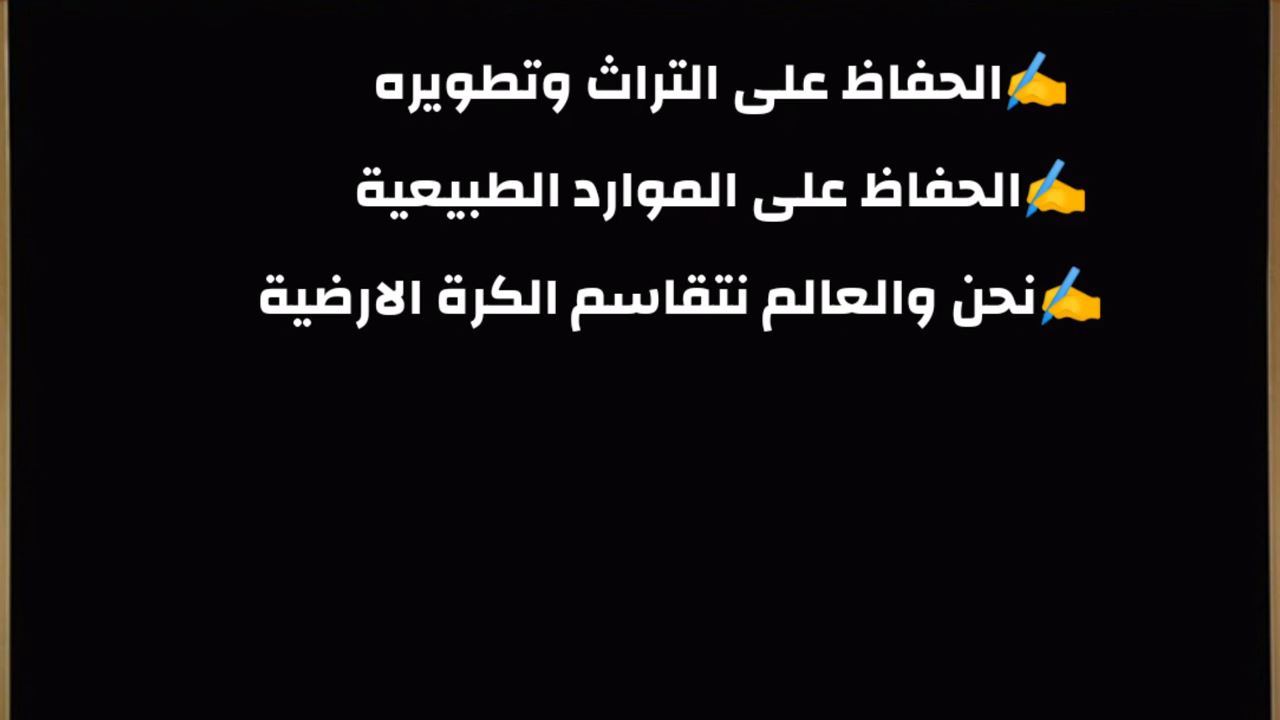 ✍️الحفاظ على التراث وتطويره
✍️الحفاظ على الموارد الطبيعية
✍️نحن والعالم نتقاسم الكرة الارضية